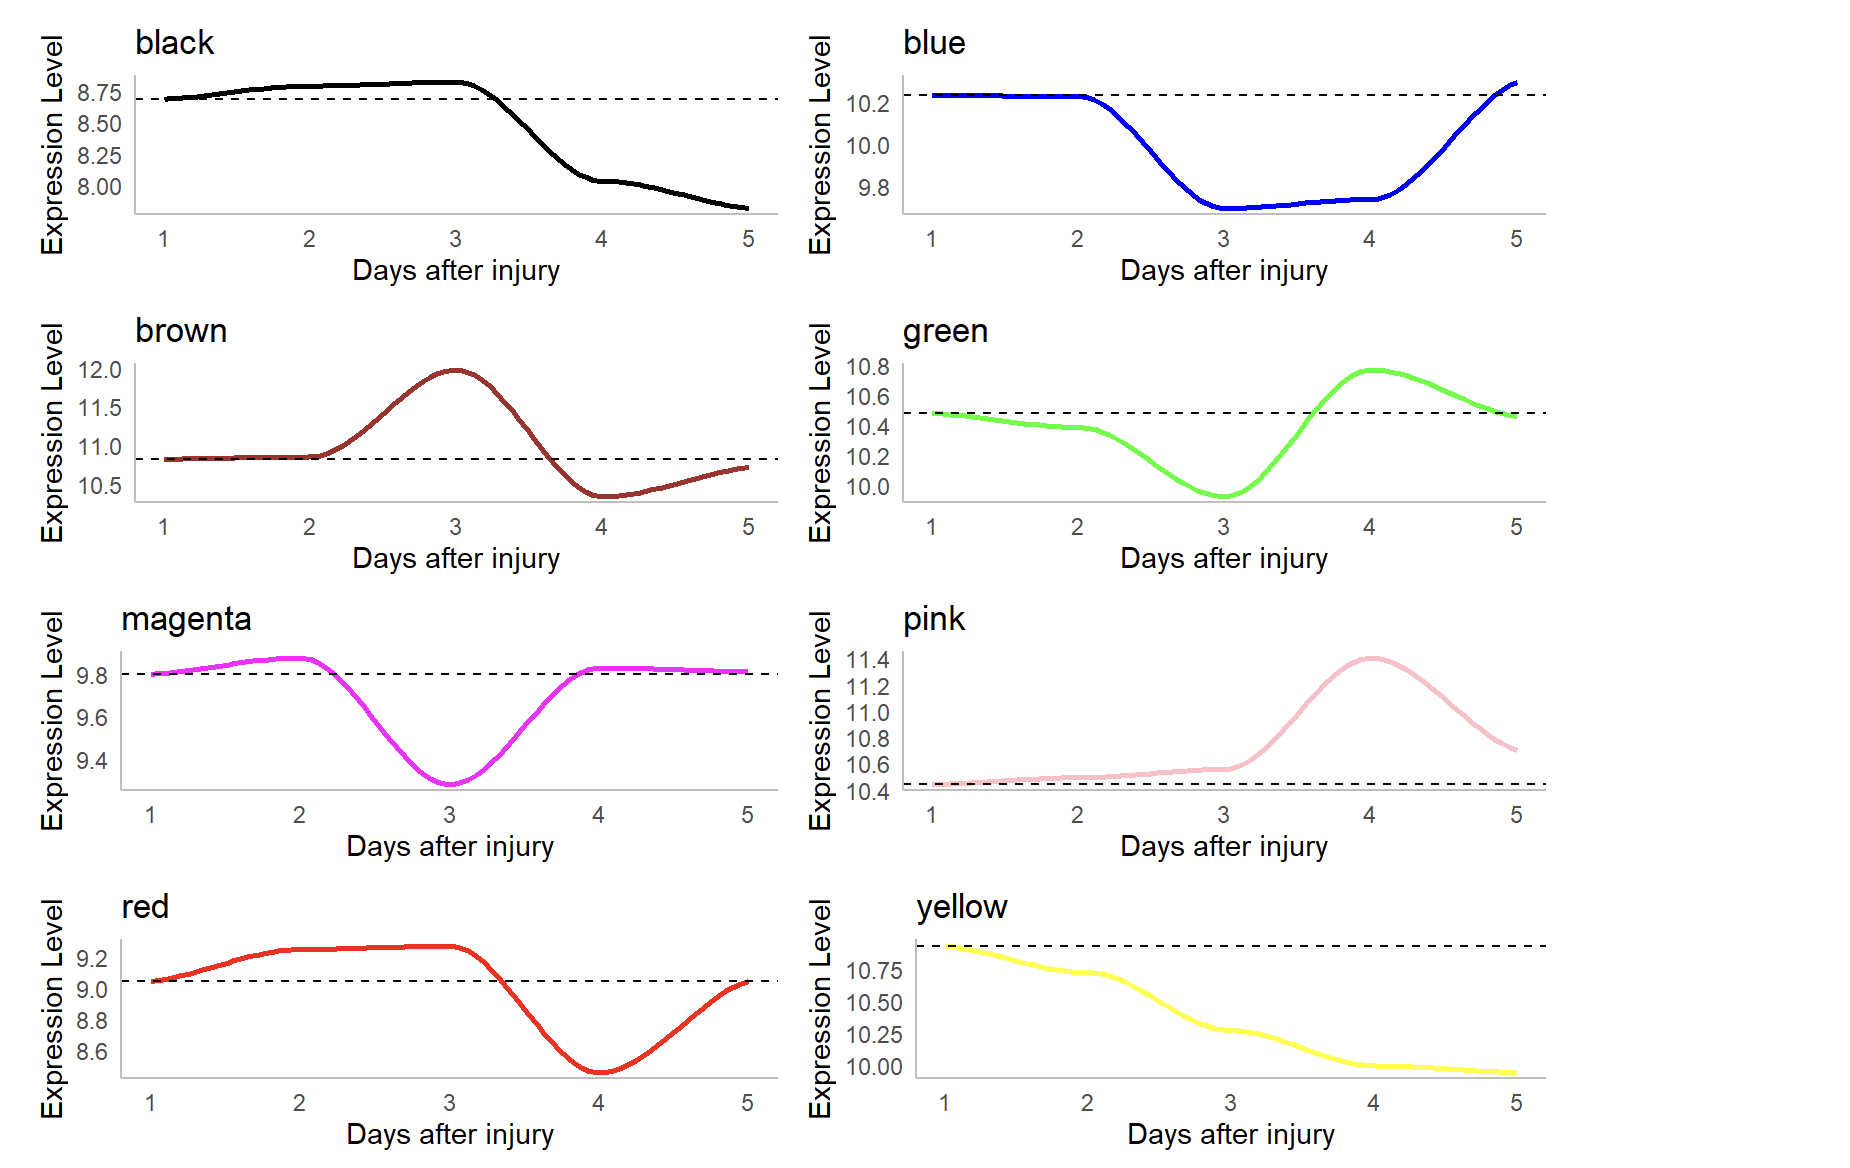 black
Expression Level
8.75
8.50
8.25
8.00
1 2 3 4 5
Days after injury
blue
Expression Level
10.2
10.0
9.8
1 2 3 4 5
Days after injury
brown
Expression Level
12.0
11.5
11.0
10.5
1 2 3 4 5
Days after injury
green
Expression Level
10.8
10.6
10.4
10.2
10.0
1 2 3 4 5
Days after injury
magenta
Expression Level
9.8
9.6
9.4
1 2 3 4 5
Days after injury
pink
Expression Level
11.4
11.2
11.0
10.8
10.6
10.4
1 2 3 4 5
Days after injury
red
Expression Level
9.2
9.0
8.8
8.6
1 2 3 4 5
Days after injury
yellow
Expression Level
10.75
10.50
10.25
10.00
1 2 3 4 5
Days after injury